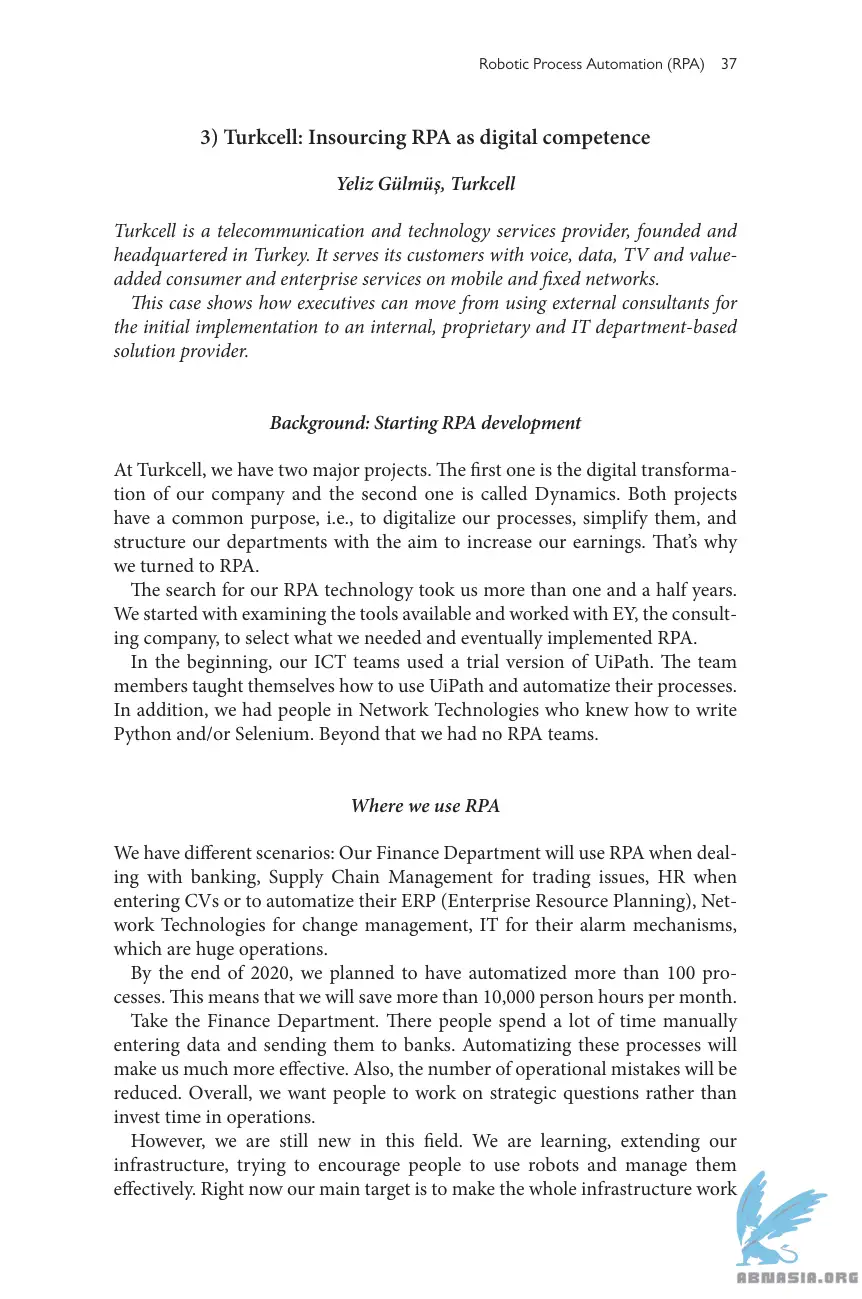 Robotic Process Automation (RPA) 37
3) Turkcell: Insourcing RPA as digital competence
Yeliz Gülmüş, Turkcell
Turkcell is a telecommunication and technology services provider, founded and
headquartered in Turkey. It serves its customers with voice, data, TV and value-
added consumer and enterprise services on mobile and fixed networks.
This case shows how executives can move from using external consultants for
the initial implementation to an internal, proprietary and IT department-based
solution provider.
Background: Starting RPA development
At Turkcell, we have two major projects. The first one is the digital transforma-
tion of our company and the second one is called Dynamics. Both projects
have a common purpose, i.e., to digitalize our processes, simplify them, and
structure our departments with the aim to increase our earnings. That's why
we turned to RPA.
The search for our RPA technology took us more than one and a half years.
We started with examining the tools available and worked with EY, the consult-
ing company, to select what we needed and eventually implemented RPA.
In the beginning, our ICT teams used a trial version of UiPath. The team
members taught themselves how to use UiPath and automatize their processes.
In addition, we had people in Network Technologies who knew how to write
Python and/or Selenium. Beyond that we had no RPA teams.
Where we use RPA
We have different scenarios: Our Finance Department will use RPA when deal-
ing with banking, Supply Chain Management for trading issues, HR when
entering CVs or to automatize their ERP (Enterprise Resource Planning), Net-
work Technologies for change management, IT for their alarm mechanisms,
which are huge operations.
By the end of 2020, we planned to have automatized more than 100 pro-
cesses. This means that we will save more than 10,000 person hours per month.
Take the Finance Department. There people spend a lot of time manually
entering data and sending them to banks. Automatizing these processes will
make us much more effective. Also, the number of operational mistakes will be
reduced. Overall, we want people to work on strategic questions rather than
invest time in operations.
However, we are still new in this field. We are learning, extending our
infrastructure, trying to encourage people to use robots and manage them
effectively. Right now our main target is to make the whole infrastructure work
ABNASIA.ORG